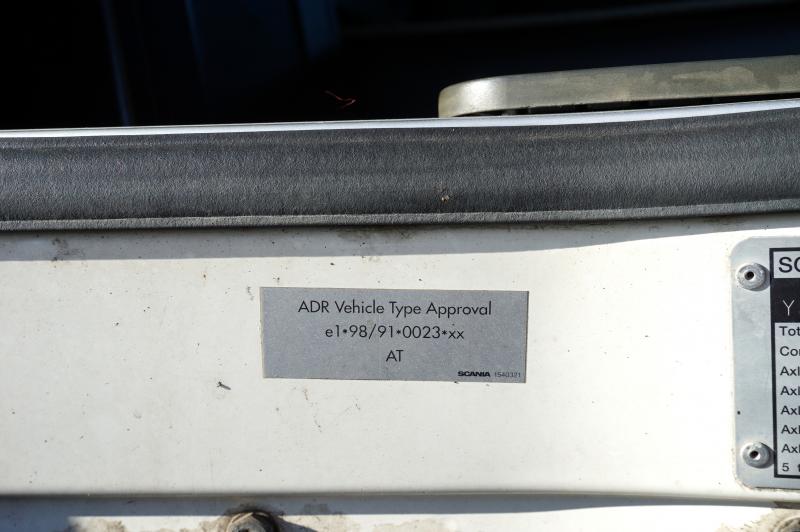 ADR Vehicle Type Approval
e1*98/91*0023*xx
AT
SCANIA 1540321
SC
Y
Tot
Con
Axl
Axl
Axl
Axl
Axl
5